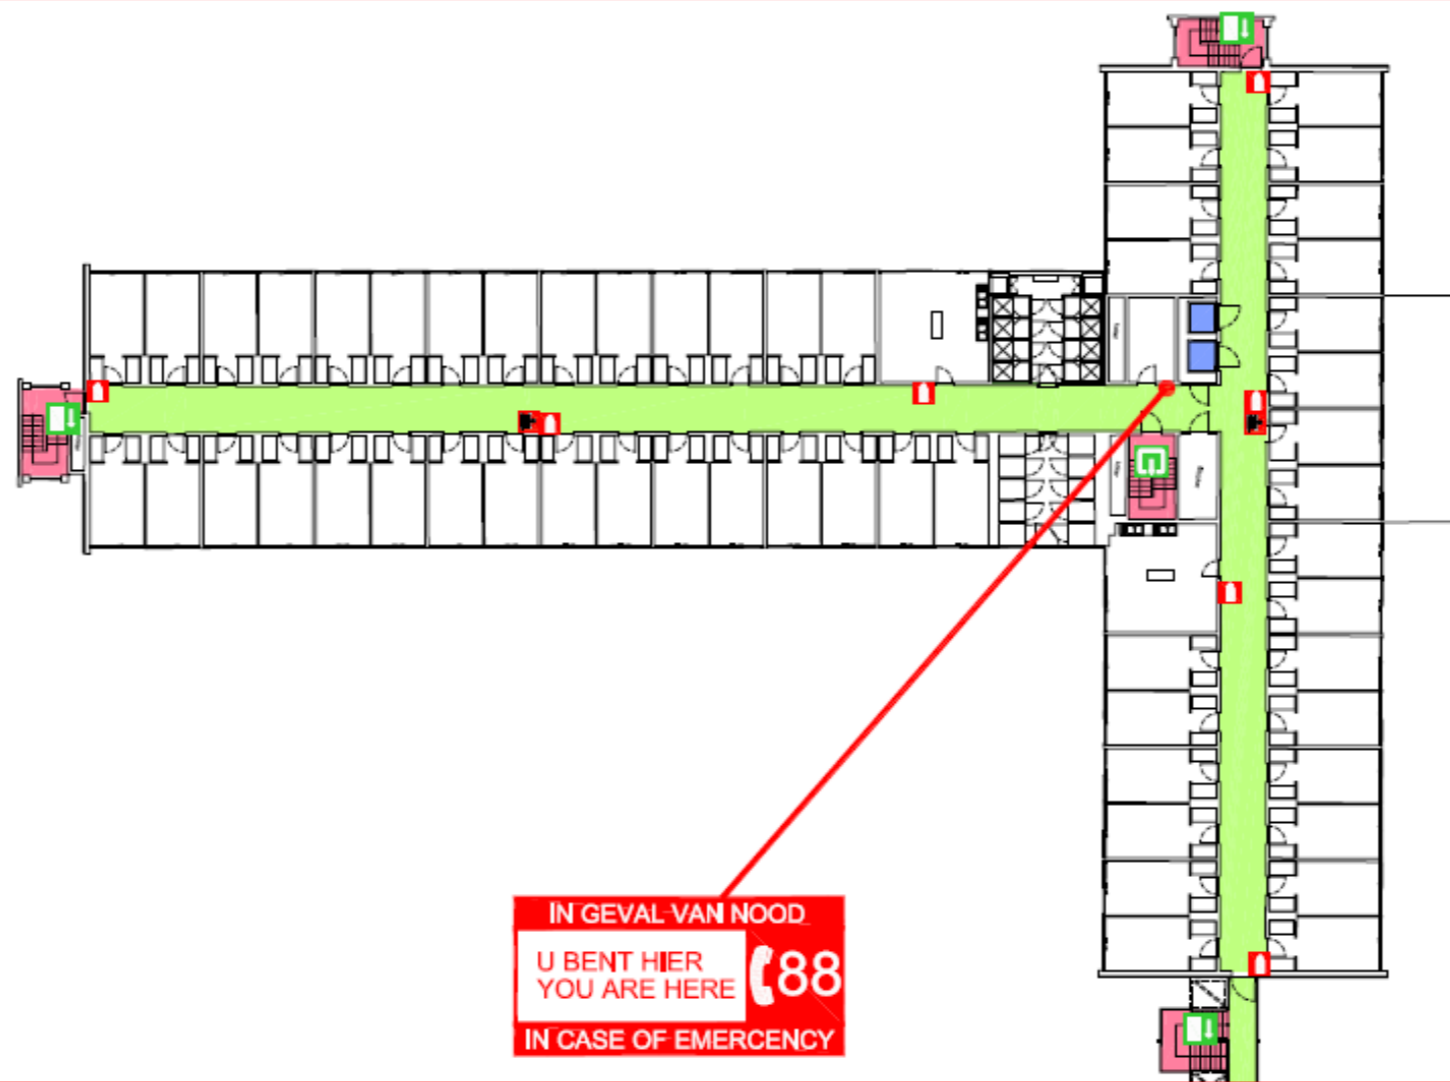 IN GEVAL VAN NOOD
U BENT HIER
YOU ARE HERE
88
IN CASE OF EMERCENCY